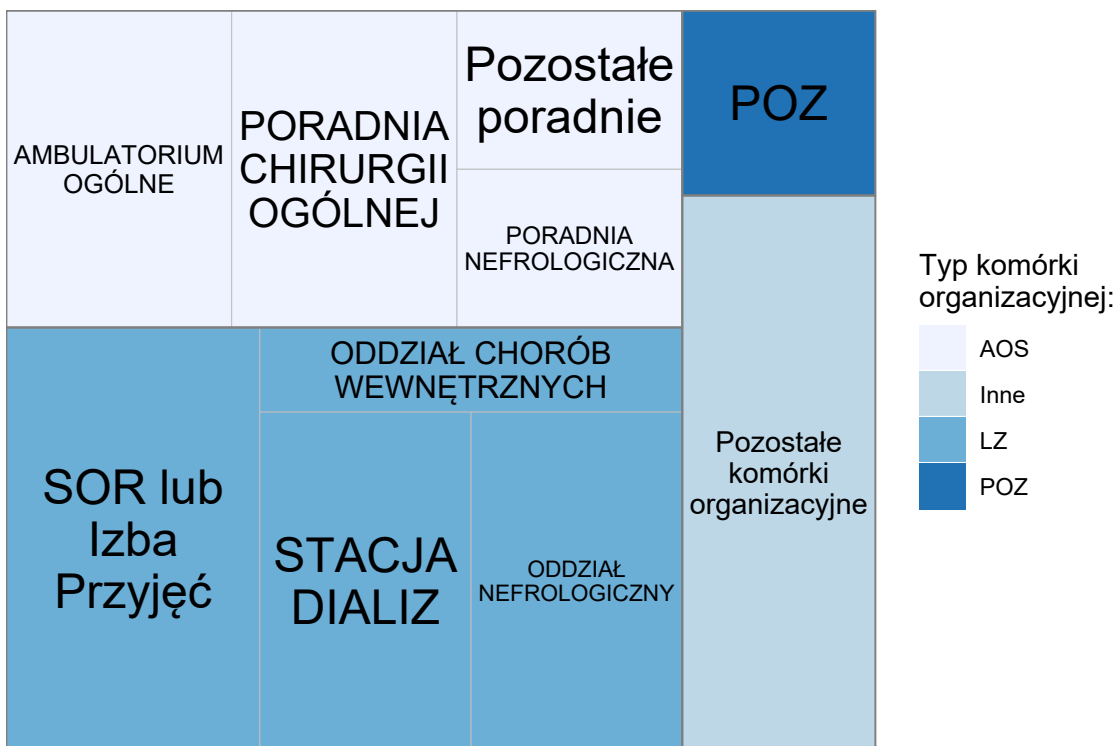 AMBULATORIUM
OGÓLNE
PORADNIA
CHIRURGII
OGÓLNEJ
Pozostałe
poradnie
PORADNIA
NEFROLOGICZNA
POZ
SOR lub
Izba
Przyjęć
ODDZIAŁ CHORÓB
WEWNĘTRZNYCH
STACJA
DIALIZ
ODDZIAŁ
NEFROLOGICZNY
Pozostałe
komórki
organizacyjne
Typ komórki
organizacyjnej:
AOS
Inne
LZ
POZ